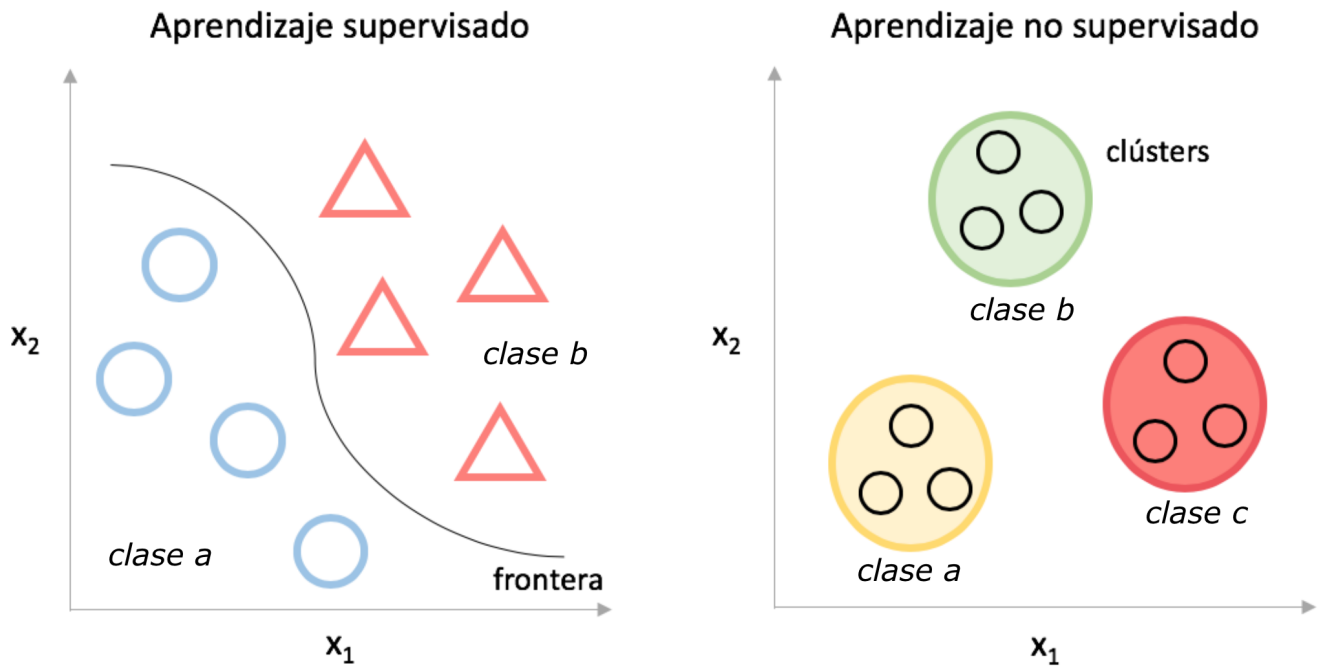 Aprendizaje supervisado
x₂
clase b
clase a
frontera
x₁
Aprendizaje no supervisado
clústers
clase b
x₂
clase c
clase a
x₁